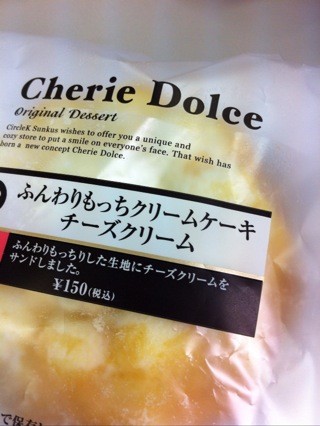 Cherie Dolce
Original Dessert
CircleK Sunkus wishes to offer you a unique and
cozy store to put a smile on everyone's face. That wish has
born a new concept Cherie Dolce.
ふんわりもっちクリームケーキ
チーズクリーム
ふんわりもっちりした生地にチーズクリームを
サンドしました。
¥150(税込)